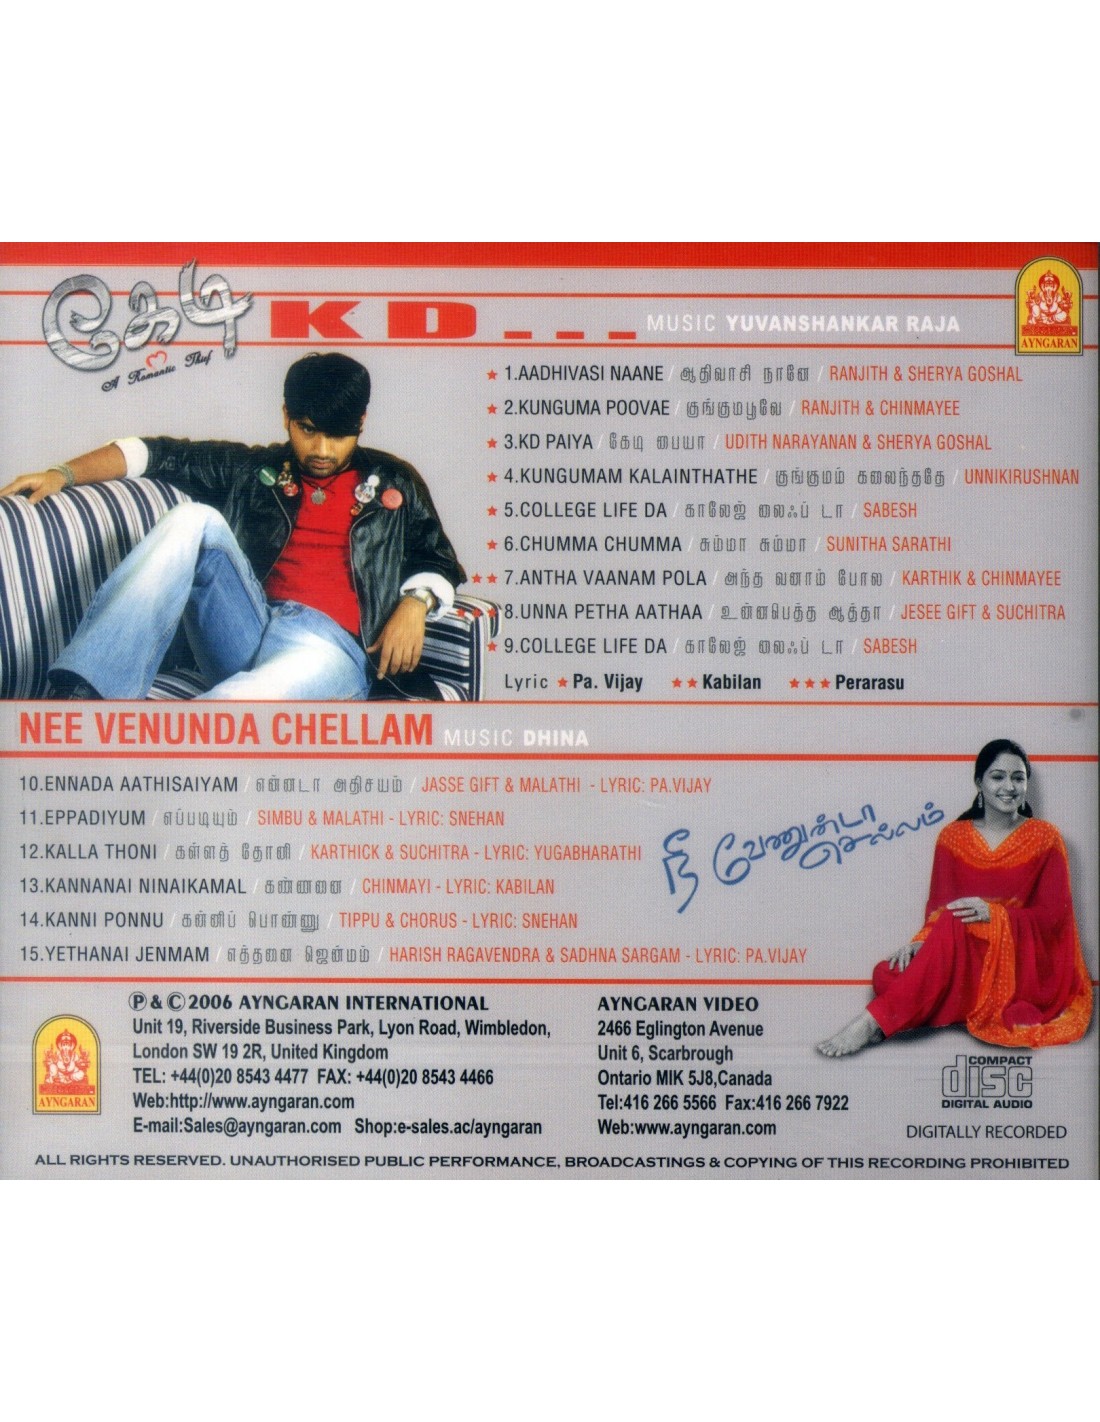 கேடி KD... MUSIC YUVANSHANKAR RAJA
A Romantic Thief
AYNGARAN
★ 1.AADHIVASI NAANE / ஆதிவாசி நானே / RANJITH & SHERYA GOSHAL
★ 2.KUNGUMA POOVAE / குங்குமபூவே / RANJITH & CHINMAYEE
★ 3.KD PAIYA / கேடி பையா / UDITH NARAYANAN & SHERYA GOSHAL
★ 4.KUNGUMAM KALAINTHATHE / குங்குமம் கலைந்ததே / UNNIKIRUSHNAN
★ 5.COLLEGE LIFE DA / காலேஜ் லைஃப் டா / SABESH
★ 6.CHUMMA CHUMMA / சும்மா சும்மா / SUNITHA SARATHI
★★ 7.ANTHA VAANAM POLA / அந்த வனாம் போல / KARTHIK & CHINMAYEE
★★★ 8.UNNA PETHA AATHAA / உன்னபெத்த ஆத்தா / JESEE GIFT & SUCHITRA
★ 9.COLLEGE LIFE DA / காலேஜ் லைஃப் டா / SABESH
Lyric ★ Pa. Vijay ★★ Kabilan ★★★ Perarasu
NEE VENUNDA CHELLAM MUSIC DHINA
10.ENNADA AATHISAIYAM / என்னடா அதிசயம் / JASSE GIFT & MALATHI - LYRIC: PA.VIJAY
11.EPPADIYUM / எப்படியும் / SIMBU & MALATHI - LYRIC: SNEHAN
12.KALLA THONI / கள்ளத் தோனி / KARTHICK & SUCHITRA - LYRIC: YUGABHARATHI
13.KANNANAI NINAIKAMAL / கண்ணனை / CHINMAYI - LYRIC: KABILAN
14.KANNI PONNU / கன்னிப் பொண்ணு / TIPPU & CHORUS - LYRIC: SNEHAN
15.YETHANAI JENMAM / எத்தனை ஜென்மம் / HARISH RAGAVENDRA & SADHNA SARGAM - LYRIC: PA.VIJAY
நீ வேணுன்டா செல்லம்
Ⓟ & © 2006 AYNGARAN INTERNATIONAL
Unit 19, Riverside Business Park, Lyon Road, Wimbledon,
London SW 19 2R, United Kingdom
TEL: +44(0)20 8543 4477 FAX: +44(0)20 8543 4466
Web:http://www.ayngaran.com
E-mail:Sales@ayngaran.com Shop:e-sales.ac/ayngaran
AYNGARAN
AYNGARAN VIDEO
2466 Eglington Avenue
Unit 6, Scarbrough
Ontario MIK 5J8,Canada
Tel:416 266 5566 Fax:416 266 7922
Web:www.ayngaran.com
COMPACT
disc
DIGITAL AUDIO
DIGITALLY RECORDED
ALL RIGHTS RESERVED. UNAUTHORISED PUBLIC PERFORMANCE, BROADCASTINGS & COPYING OF THIS RECORDING PROHIBITED